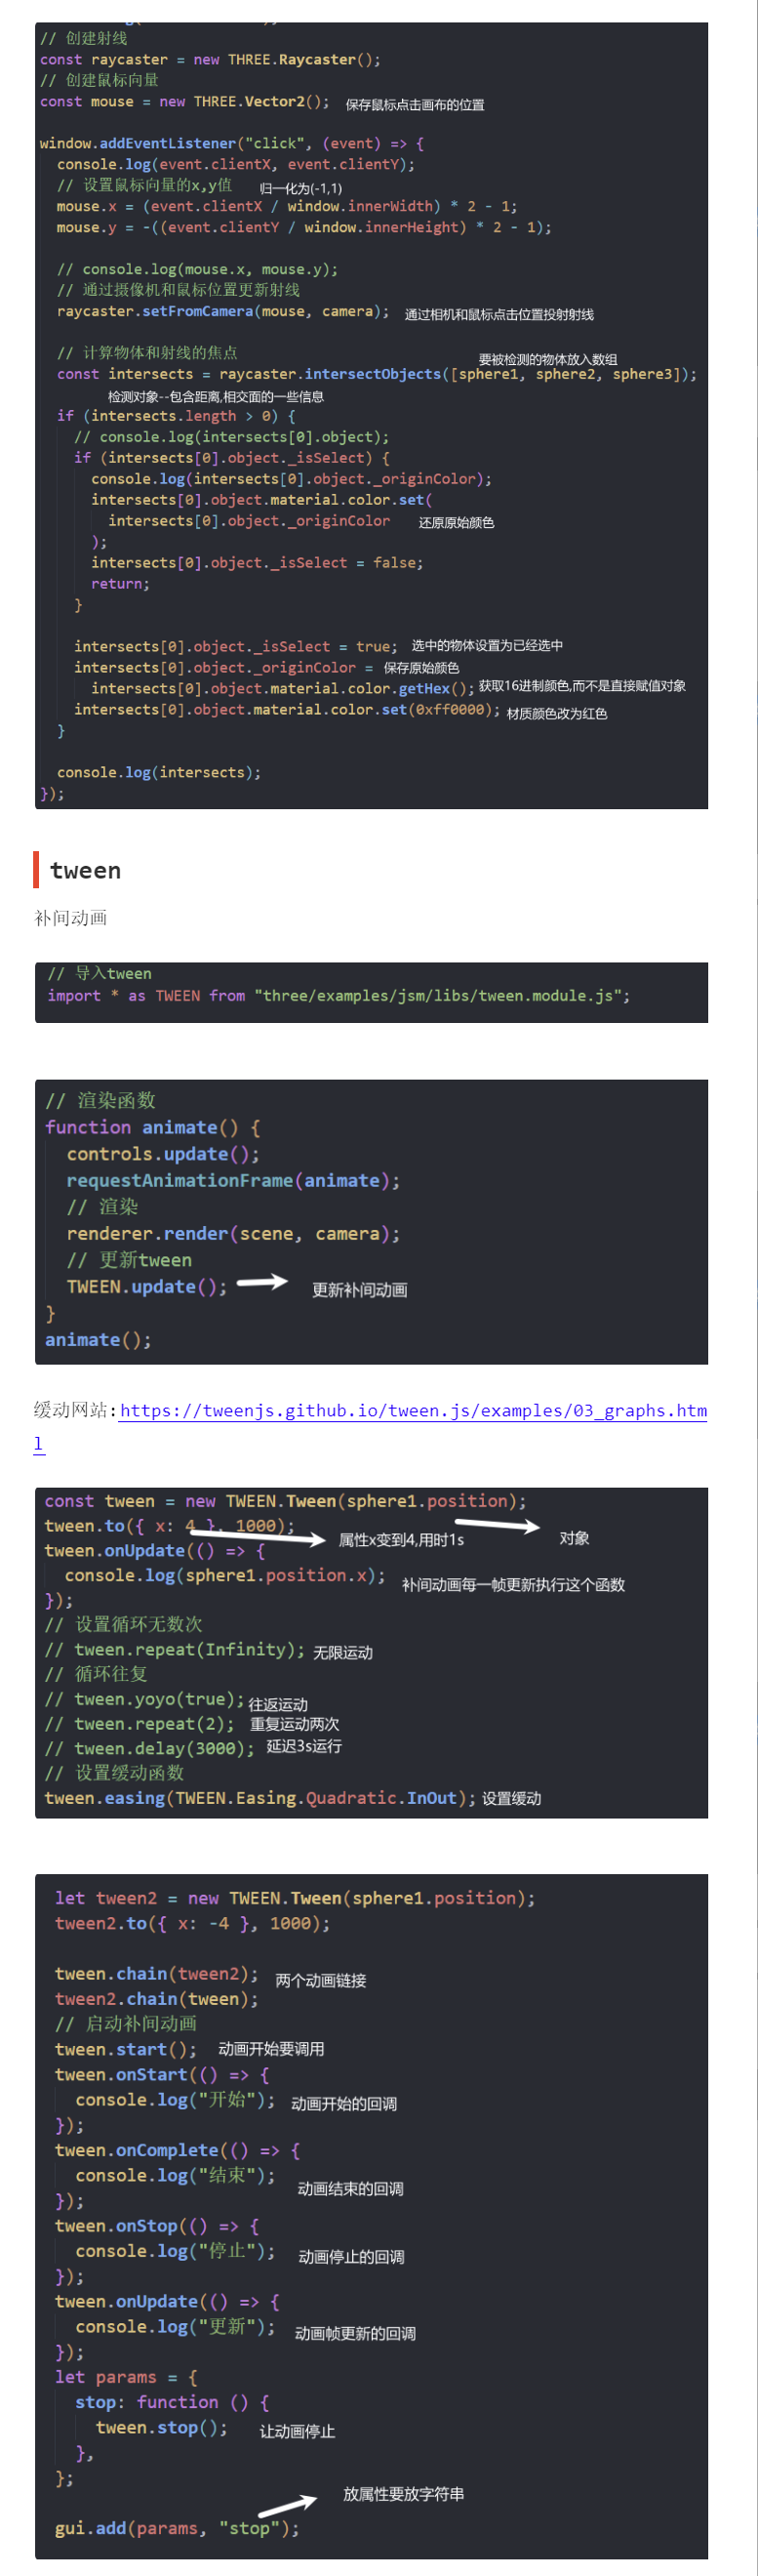 // 创建射线
const raycaster = new THREE.Raycaster();
// 创建鼠标向量
const mouse = new THREE.Vector2(); 保存鼠标点击画布的位置
window.addEventListener("click", (event) => {
console.log(event.clientX, event.clientY);
// 设置鼠标向量的x,y值 归一化为(-1,1)
mouse.x = (event.clientX / window.innerWidth) * 2 - 1;
mouse.y = -((event.clientY / window.innerHeight) * 2 - 1);
// console.log(mouse.x, mouse.y);
// 通过摄像机和鼠标位置更新射线
raycaster.setFromCamera(mouse, camera); 通过相机和鼠标点击位置投射射线
// 计算物体和射线的焦点
要被检测的物体放入数组
const intersects = raycaster.intersectObjects([sphere1, sphere2, sphere3]);
检测对象--包含距离,相交面的一些信息
if (intersects.length > 0) {
// console.log(intersects[0].object);
if (intersects[0].object._isSelect) {
console.log(intersects[0].object._originColor);
intersects[0].object.material.color.set(
intersects[0].object._originColor 还原原始颜色
);
intersects[0].object._isSelect = false;
return;
}
intersects[0].object._isSelect = true; 选中的物体设置为已经选中
intersects[0].object._originColor = 保存原始颜色
intersects[0].object.material.color.getHex(); 获取16进制颜色,而不是直接赋值对象
intersects[0].object.material.color.set(0xff0000); 材质颜色改为红色
}
console.log(intersects);
});
tween
补间动画
// 导入tween
import * as TWEEN from "three/examples/jsm/libs/tween.module.js";
// 渲染函数
function animate() {
controls.update();
requestAnimationFrame(animate);
// 渲染
renderer.render(scene, camera);
// 更新tween
TWEEN.update(); 更新补间动画
}
animate();
缓动网站:https://tweenjs.github.io/tween.js/examples/03_graphs.htm
l
const tween = new TWEEN.Tween(sphere1.position);
tween.to({ x: 4 }, 1000); 属性x变到4,用时1s 对象
tween.onUpdate(() => {
console.log(sphere1.position.x); 补间动画每一帧更新执行这个函数
});
// 设置循环无数次
// tween.repeat(Infinity); 无限运动
// 循环往复
// tween.yoyo(true); 往返运动
// tween.repeat(2); 重复运动两次
// tween.delay(3000); 延迟3s运行
// 设置缓动函数
tween.easing(TWEEN.Easing.Quadratic.InOut); 设置缓动
let tween2 = new TWEEN.Tween(sphere1.position);
tween2.to({ x: -4 }, 1000);
tween.chain(tween2); 两个动画链接
tween2.chain(tween);
// 启动补间动画
tween.start(); 动画开始要调用
tween.onStart(() => {
console.log("开始"); 动画开始的回调
});
tween.onComplete(() => {
console.log("结束"); 动画结束的回调
});
tween.onStop(() => {
console.log("停止"); 动画停止的回调
});
tween.onUpdate(() => {
console.log("更新"); 动画帧更新的回调
});
let params = {
stop: function () {
tween.stop(); 让动画停止
},
};
放属性要放字符串
gui.add(params, "stop");